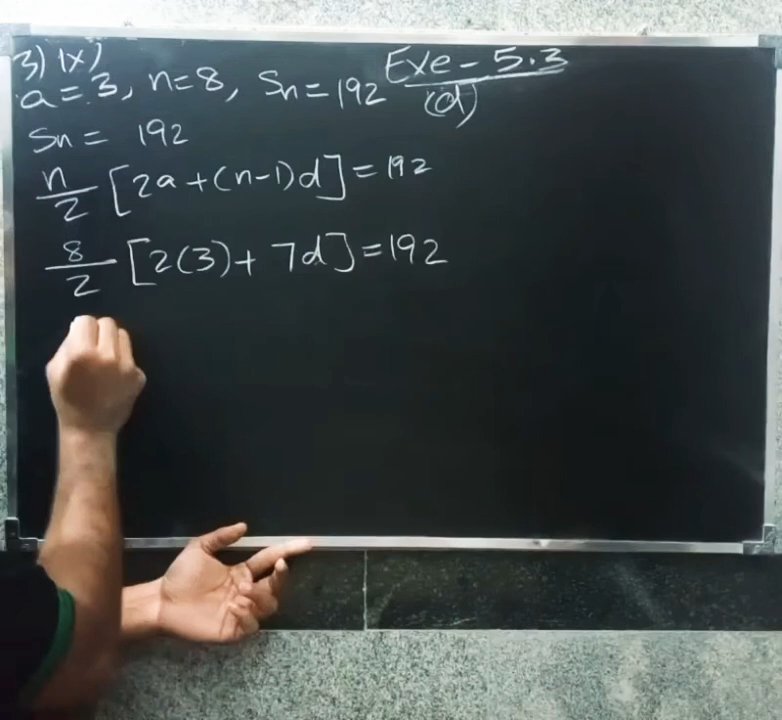 3) ix)
Exe - 5.3
a = 3, n=8, Sn = 192
(d)
Sn = 192
n/2 [2a + (n-1)d] = 192
8/2 [2(3) + 7d] = 192